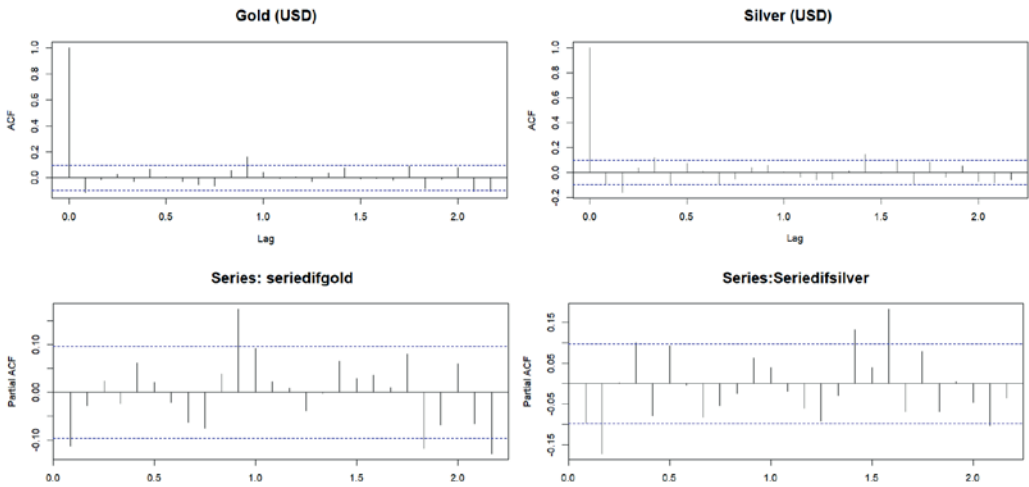 Gold (USD)
ACF
1.0
0.8
0.6
0.4
0.2
0.0
0.0 0.5 1.0 1.5 2.0
Lag
Silver (USD)
ACF
1.0
0.8
0.6
0.4
0.2
0.0
-0.2
0.0 0.5 1.0 1.5 2.0
Lag
Series: seriedifgold
Partial ACF
0.10
0.00
-0.10
0.0 0.5 1.0 1.5 2.0
Series:Seriedifsilver
Partial ACF
0.15
0.05
-0.05
-0.15
0.0 0.5 1.0 1.5 2.0